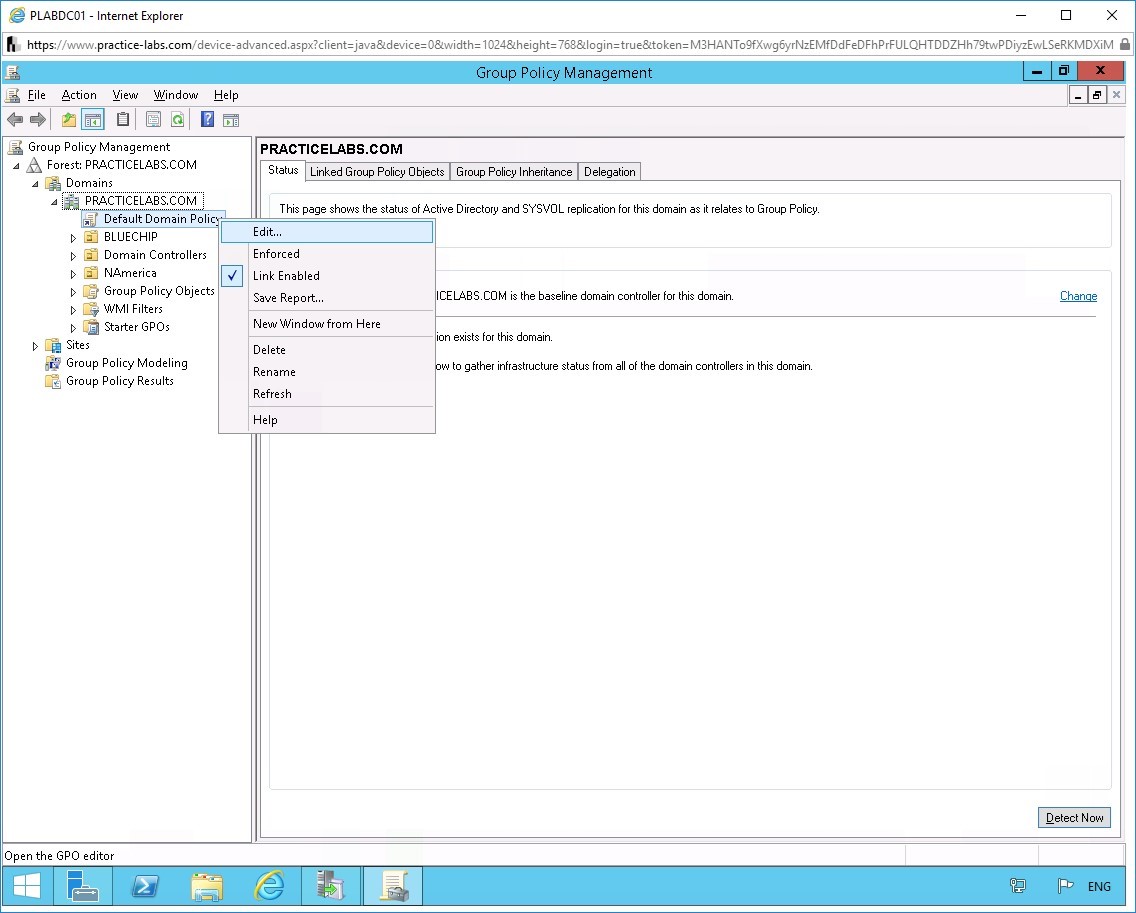 PLABDC01 - Internet Explorer
https://www.practice-labs.com/device-advanced.aspx?client=java&device=0&width=1024&height=768&login=true&token=M3HANTo9fXwg6yrNzEMfDdFeDFhPrFULQHTDDZHh79twPDiyzEwLSeRKMDXiM
Group Policy Management
File Action View Window Help
Group Policy Management
Forest: PRACTICELABS.COM
Domains
PRACTICELABS.COM
Default Domain Policy
BLUECHIP
Domain Controllers
NAmerica
Group Policy Objects
WMI Filters
Starter GPOs
Sites
Group Policy Modeling
Group Policy Results
Edit...
Enforced
Link Enabled
Save Report...
New Window from Here
Delete
Rename
Refresh
Help
PRACTICELABS.COM
Status Linked Group Policy Objects Group Policy Inheritance Delegation
This page shows the status of Active Directory and SYSVOL replication for this domain as it relates to Group Policy.
ICELABS.COM is the baseline domain controller for this domain. Change
ion exists for this domain.
ow to gather infrastructure status from all of the domain controllers in this domain.
Detect Now
Open the GPO editor
ENG